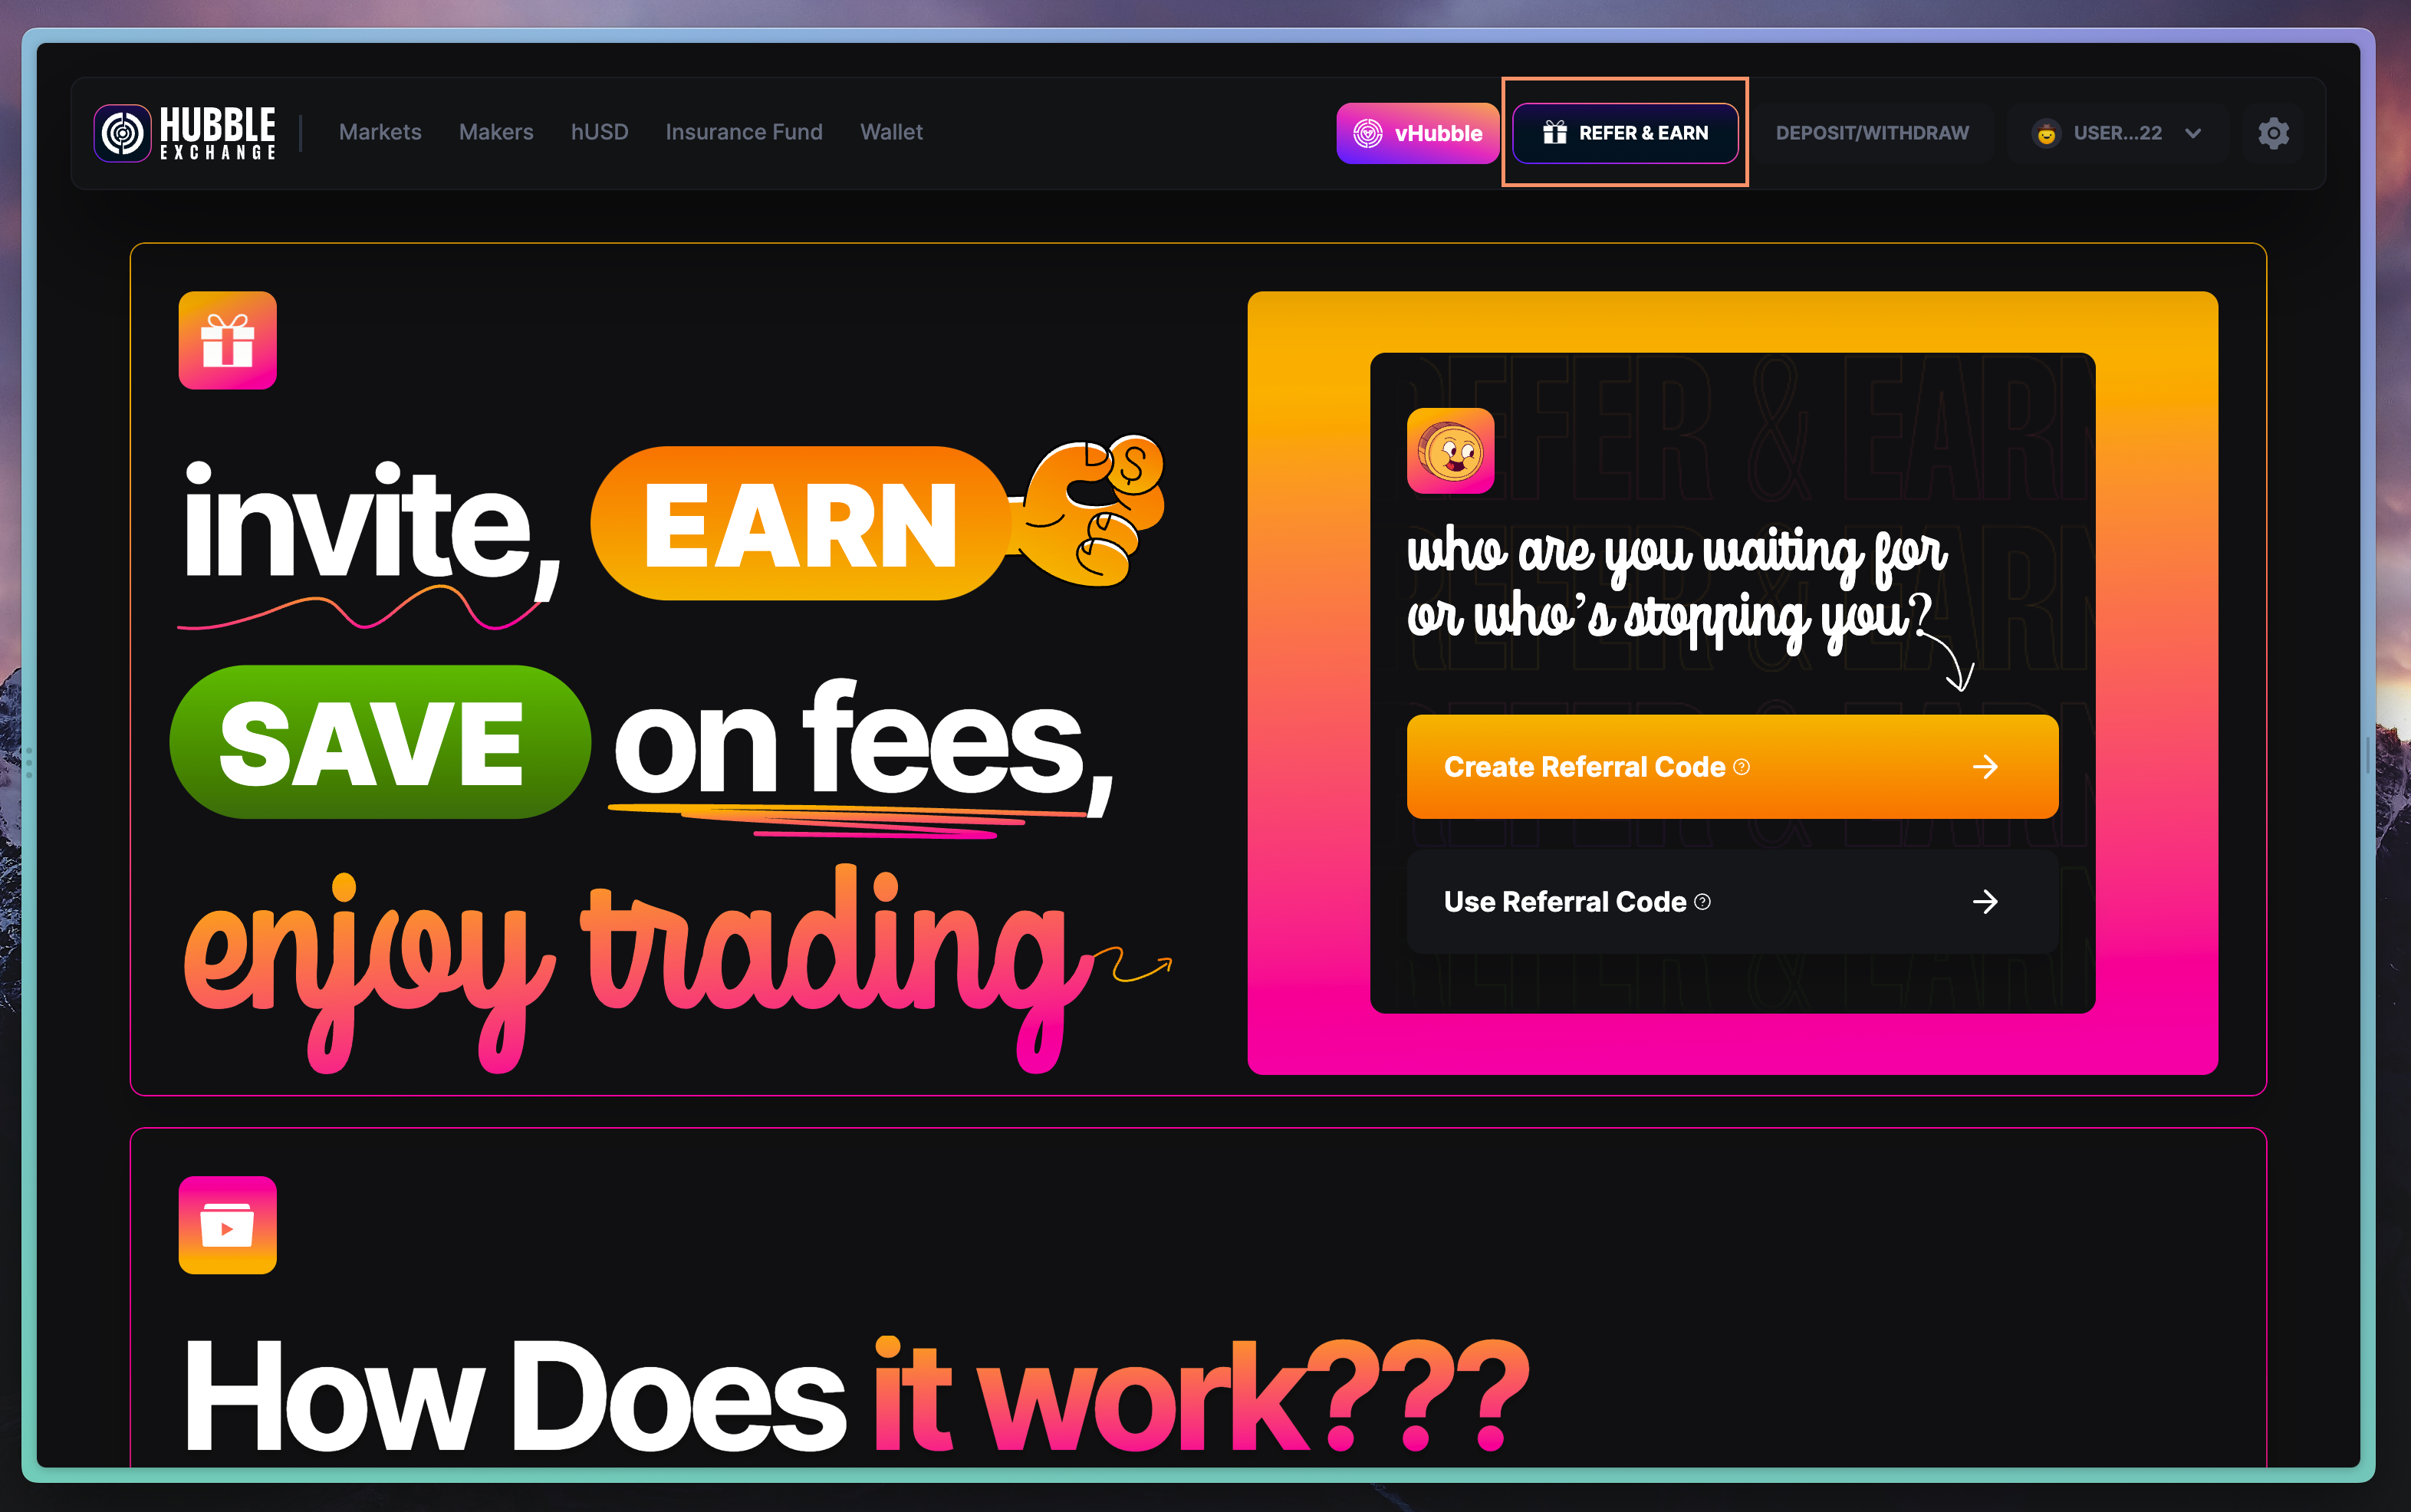 HUBBLE
EXCHANGE
Markets Makers hUSD Insurance Fund Wallet
vHubble
REFER & EARN
DEPOSIT/WITHDRAW
USER...22
invite, EARN
SAVE on fees,
enjoy trading
REFER & EARN
who are you waiting for
or who's stopping you?
Create Referral Code ?
Use Referral Code ?
How Does it work???